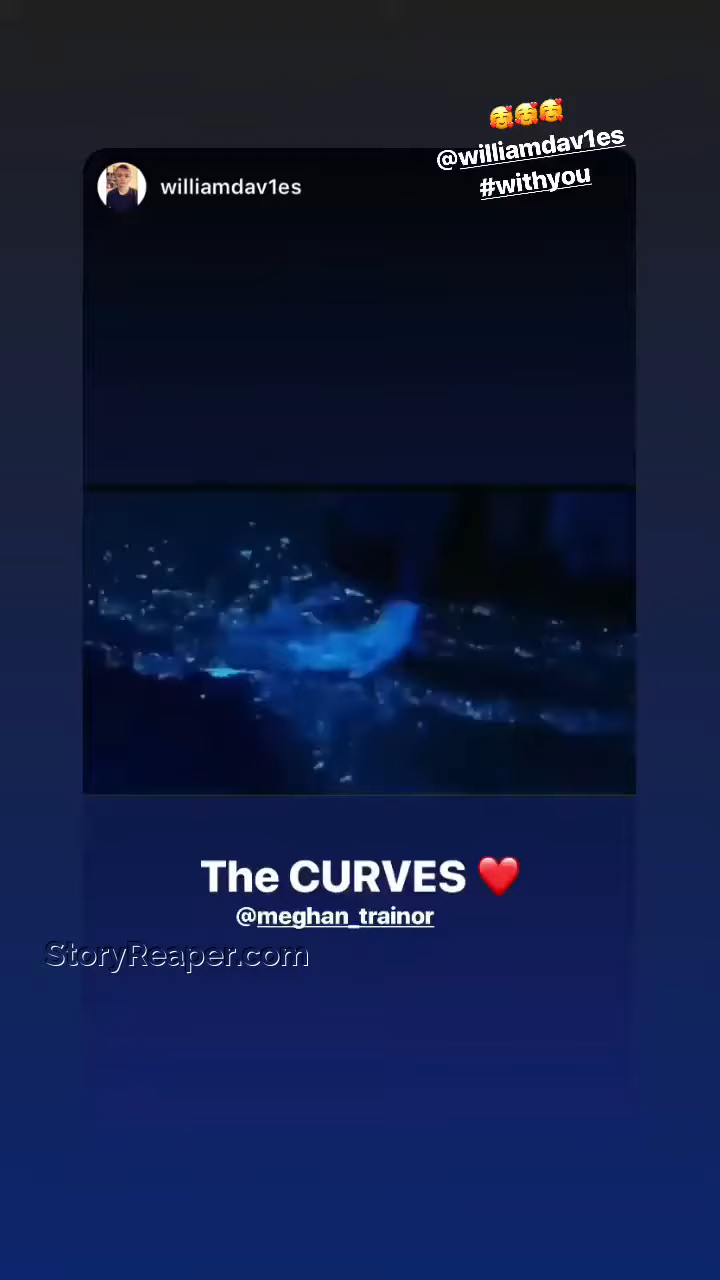 🥰🥰🥰
@williamdav1es
#withyou
williamdav1es
The CURVES ❤️
@meghan_trainor
StoryReaper.com